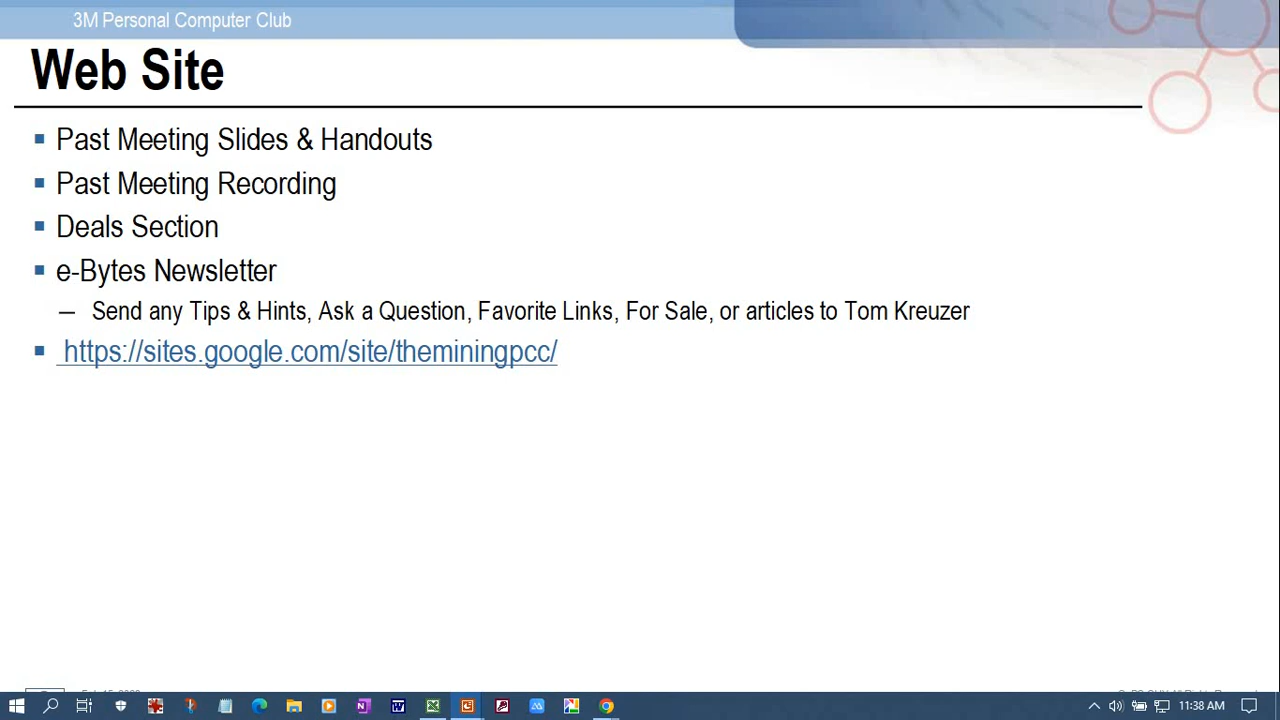 3M Personal Computer Club
Web Site
Past Meeting Slides & Handouts
Past Meeting Recording
Deals Section
e-Bytes Newsletter
— Send any Tips & Hints, Ask a Question, Favorite Links, For Sale, or articles to Tom Kreuzer
https://sites.google.com/site/theminingpcc/
11:38 AM